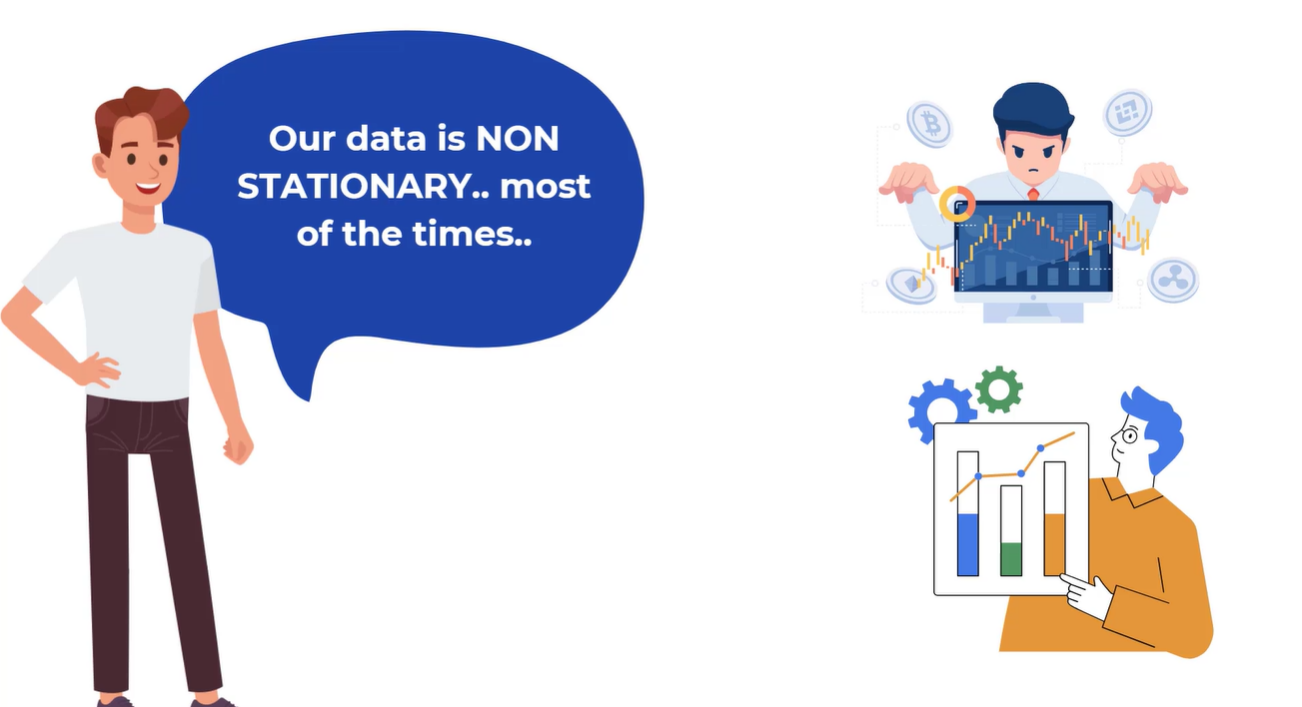 Our data is NON
STATIONARY.. most
of the times..